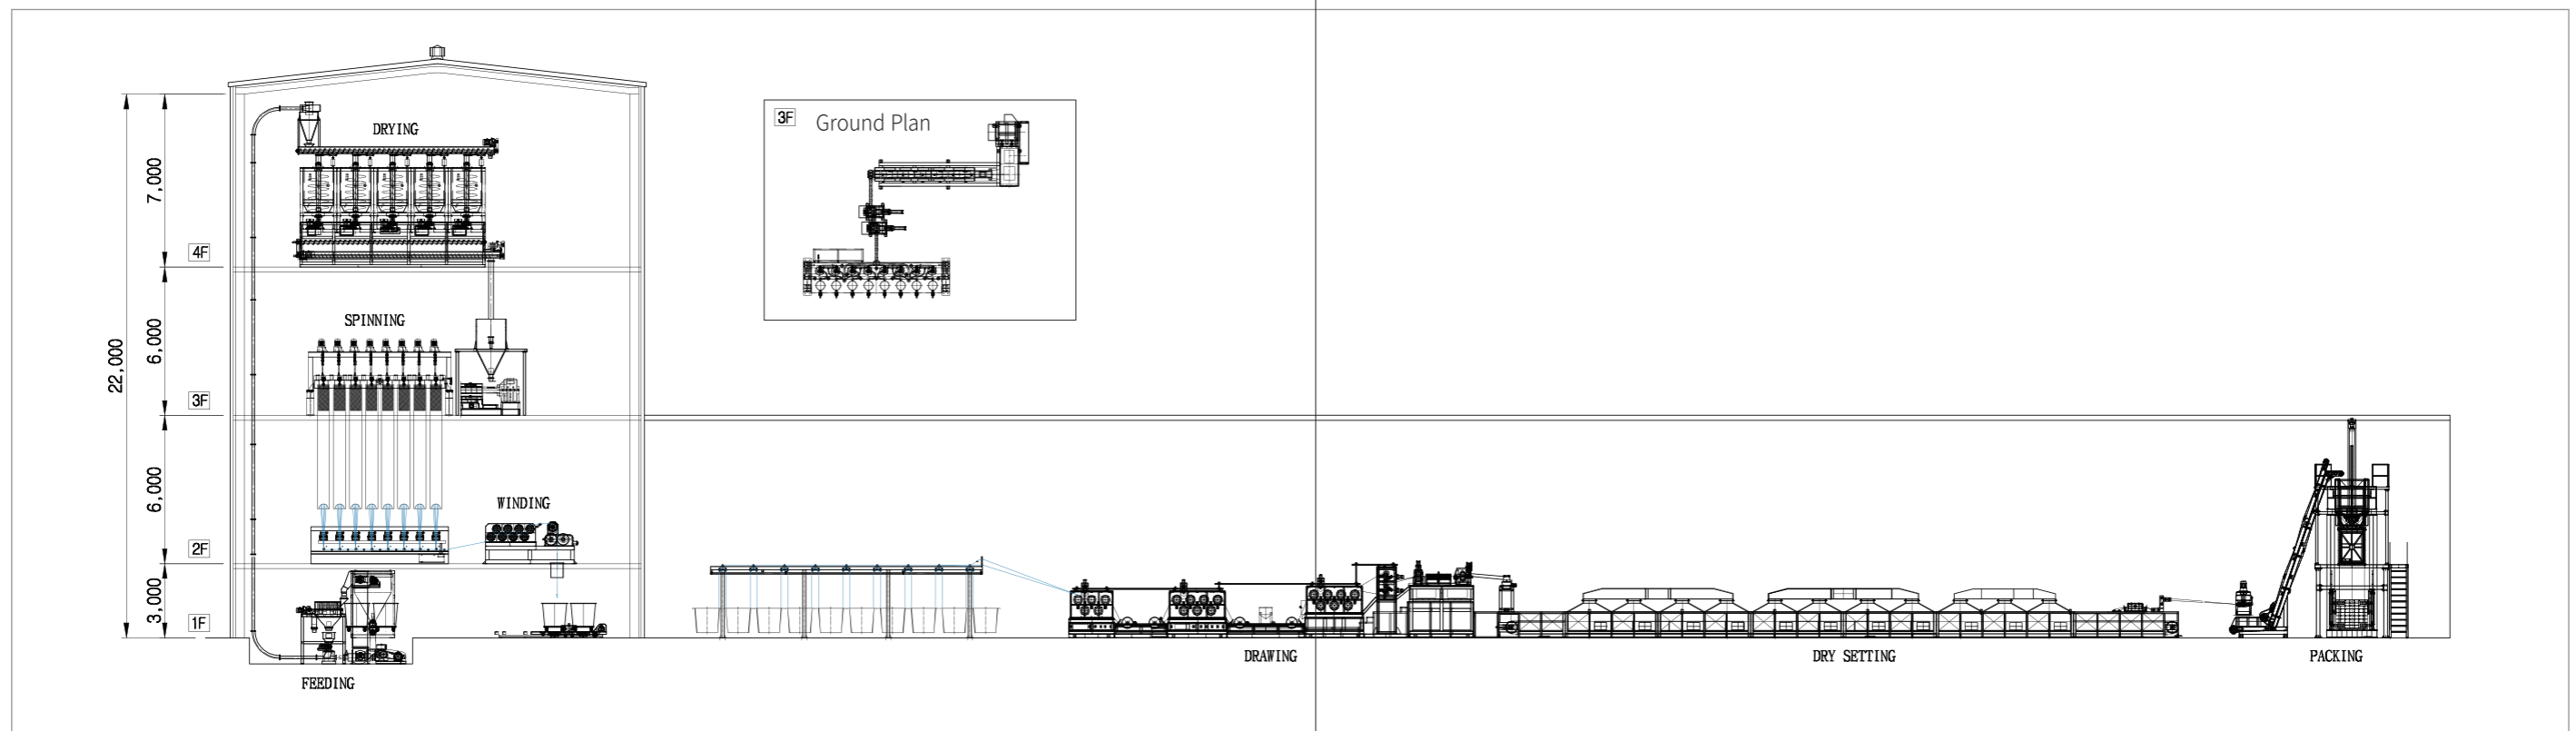 DRYING
7,000
4F
SPINNING
6,000
22,000
3F
WINDING
6,000
2F
3,000
1F
FEEDING
3F Ground Plan
DRAWING
DRY SETTING
PACKING